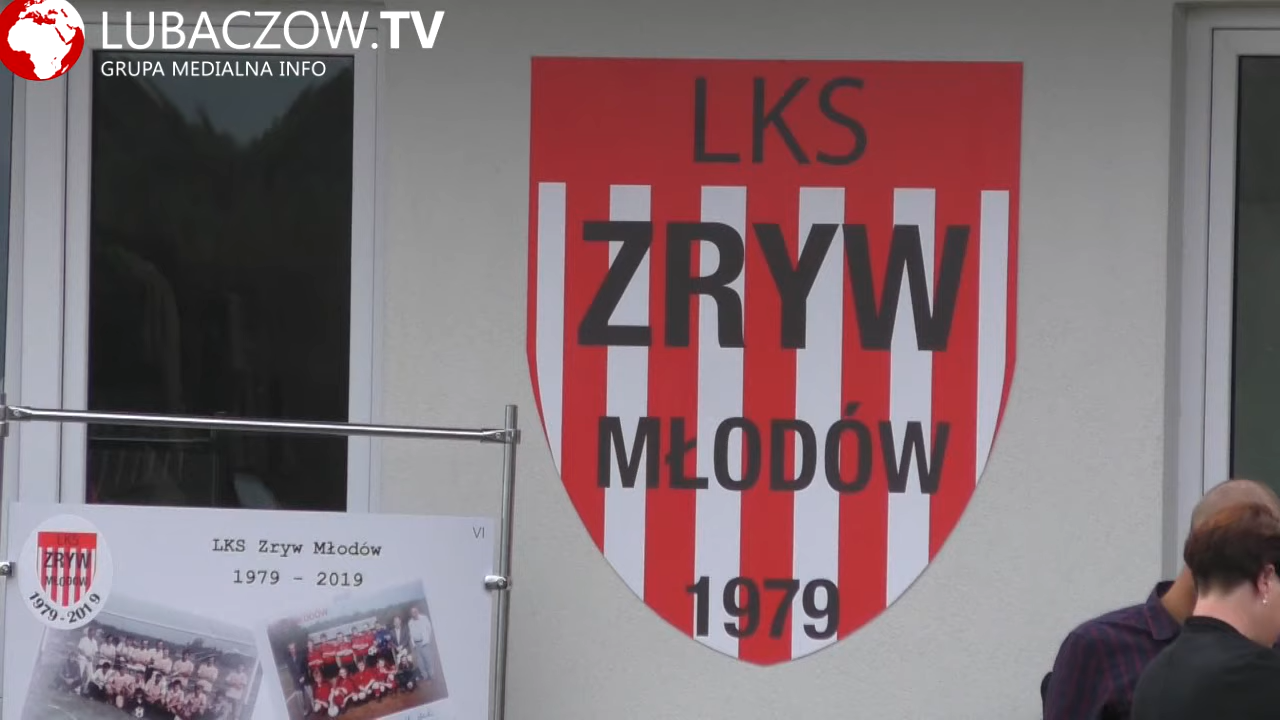 LUBACZOW.TV
GRUPA MEDIALNA INFO
LKS
ZRYW
MŁODÓW
1979
VI
LKS Zryw Młodów
1979 - 2019
LKS
ZRYW
MŁODÓW
1979-2019